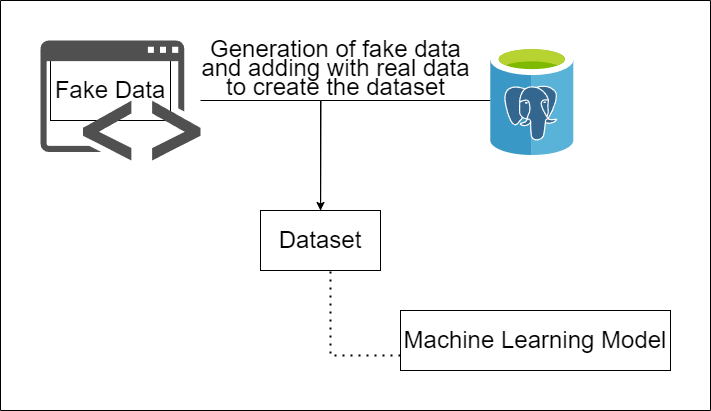 Fake Data
Generation of fake data
and adding with real data
to create the dataset
Dataset
Machine Learning Model